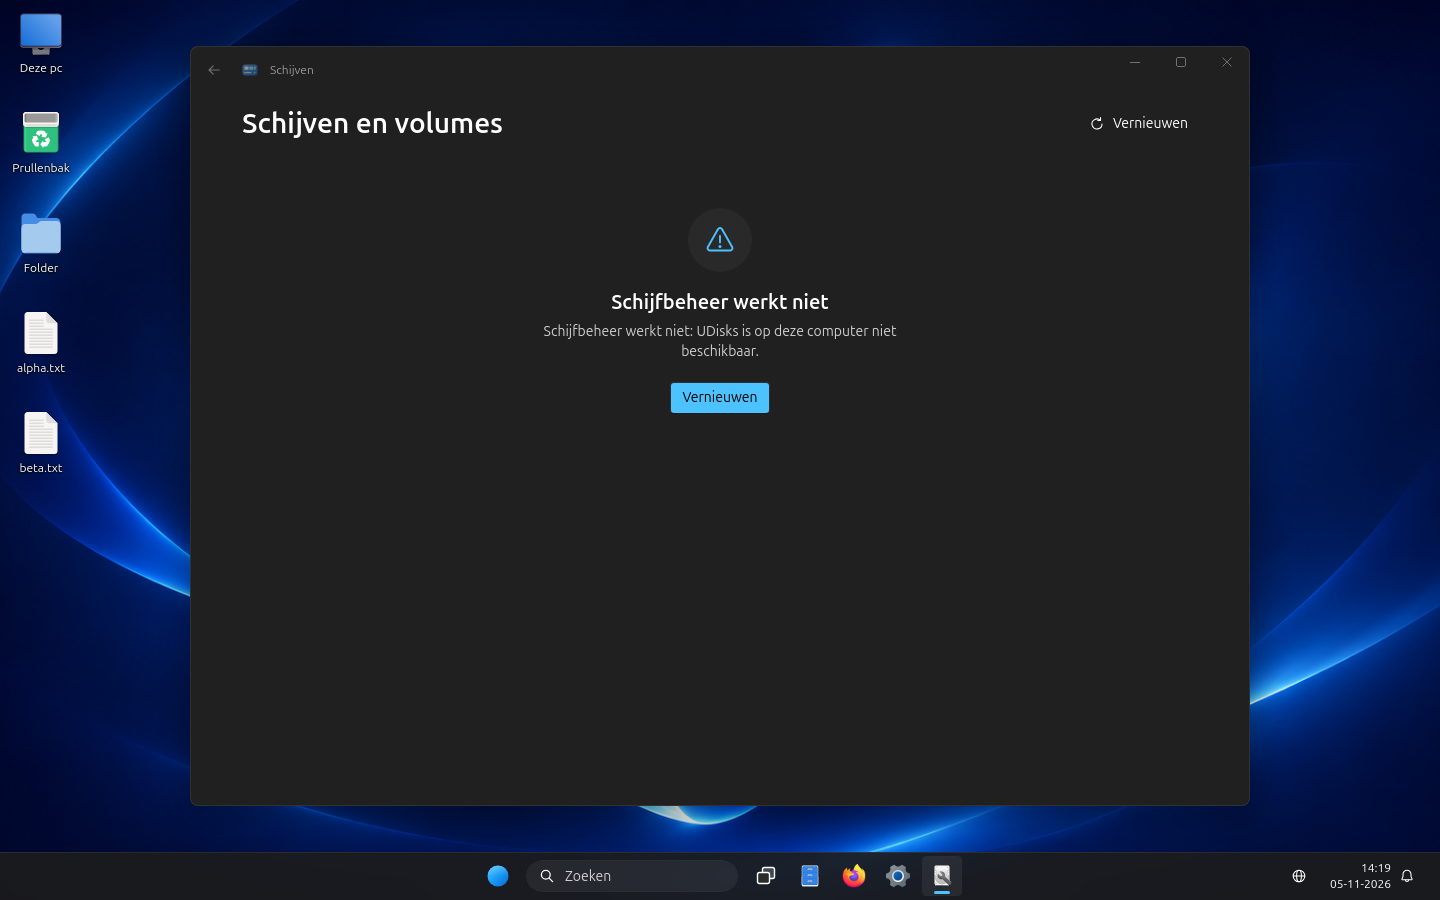 Deze pc
Prullenbak
Folder
alpha.txt
beta.txt
Schijven
Schijven en volumes
Vernieuwen
Schijfbeheer werkt niet
Schijfbeheer werkt niet: UDisks is op deze computer niet
beschikbaar.
Vernieuwen
Zoeken
14:19
05-11-2026